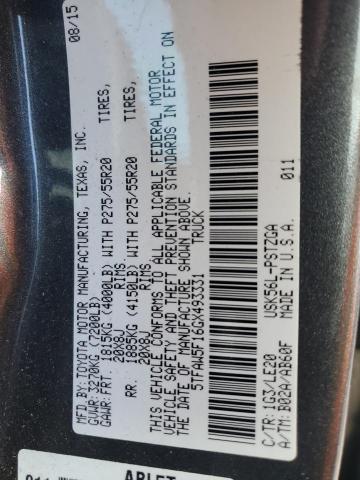 MFD BY: TOYOTA MOTOR MANUFACTURING, TEXAS, INC. 08/15
GVWR: 3270KG (7200LB)
GAWR: FRT. 1815KG (4000LB) WITH P275/55R20 TIRES,
20X8J RIMS
RR. 1885KG (4150LB) WITH P275/55R20 TIRES,
20X8J RIMS
THIS VEHICLE CONFORMS TO ALL APPLICABLE FEDERAL MOTOR
VEHICLE SAFETY AND THEFT PREVENTION STANDARDS IN EFFECT ON
THE DATE OF MANUFACTURE SHOWN ABOVE.
5TFAW5F16GX493331 TRUCK
011
C/TR: 1G3/LE20 USK56L-PSTZGA
A/TM: B02A/AB60F MADE IN U.S.A.